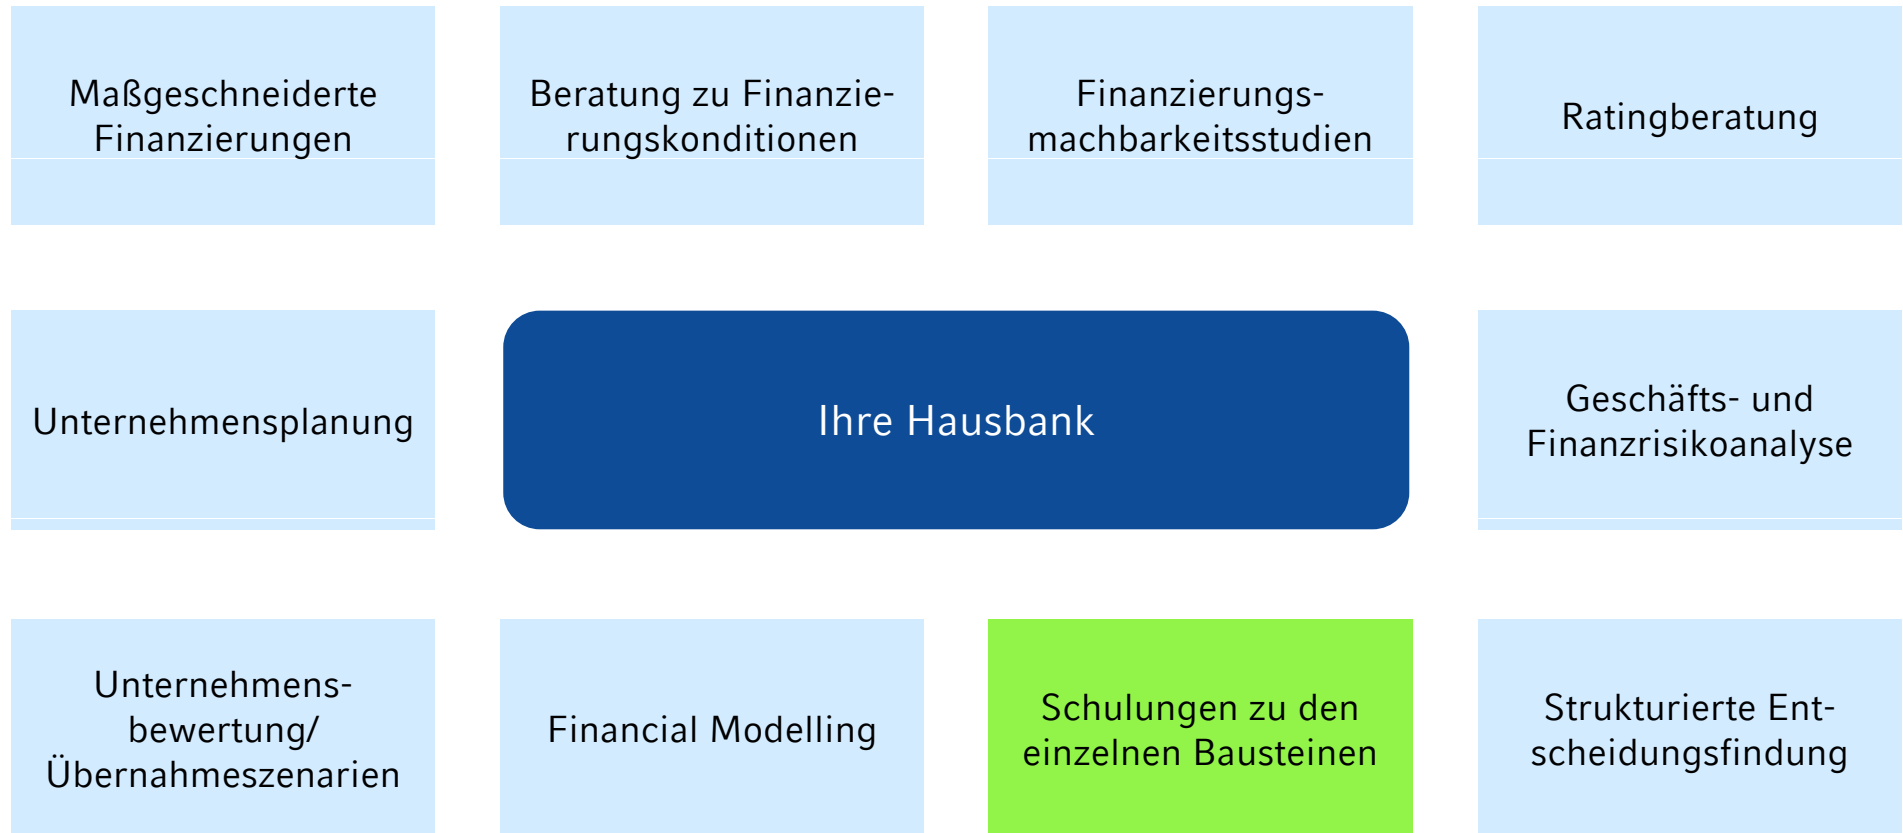 Maßgeschneiderte
Finanzierungen
Beratung zu Finanzie-
rungskonditionen
Finanzierungs-
machbarkeitsstudien
Ratingberatung
Unternehmensplanung
Ihre Hausbank
Geschäfts- und
Finanzrisikoanalyse
Unternehmens-
bewertung/
Übernahmeszenarien
Financial Modelling
Schulungen zu den
einzelnen Bausteinen
Strukturierte Ent-
scheidungsfindung